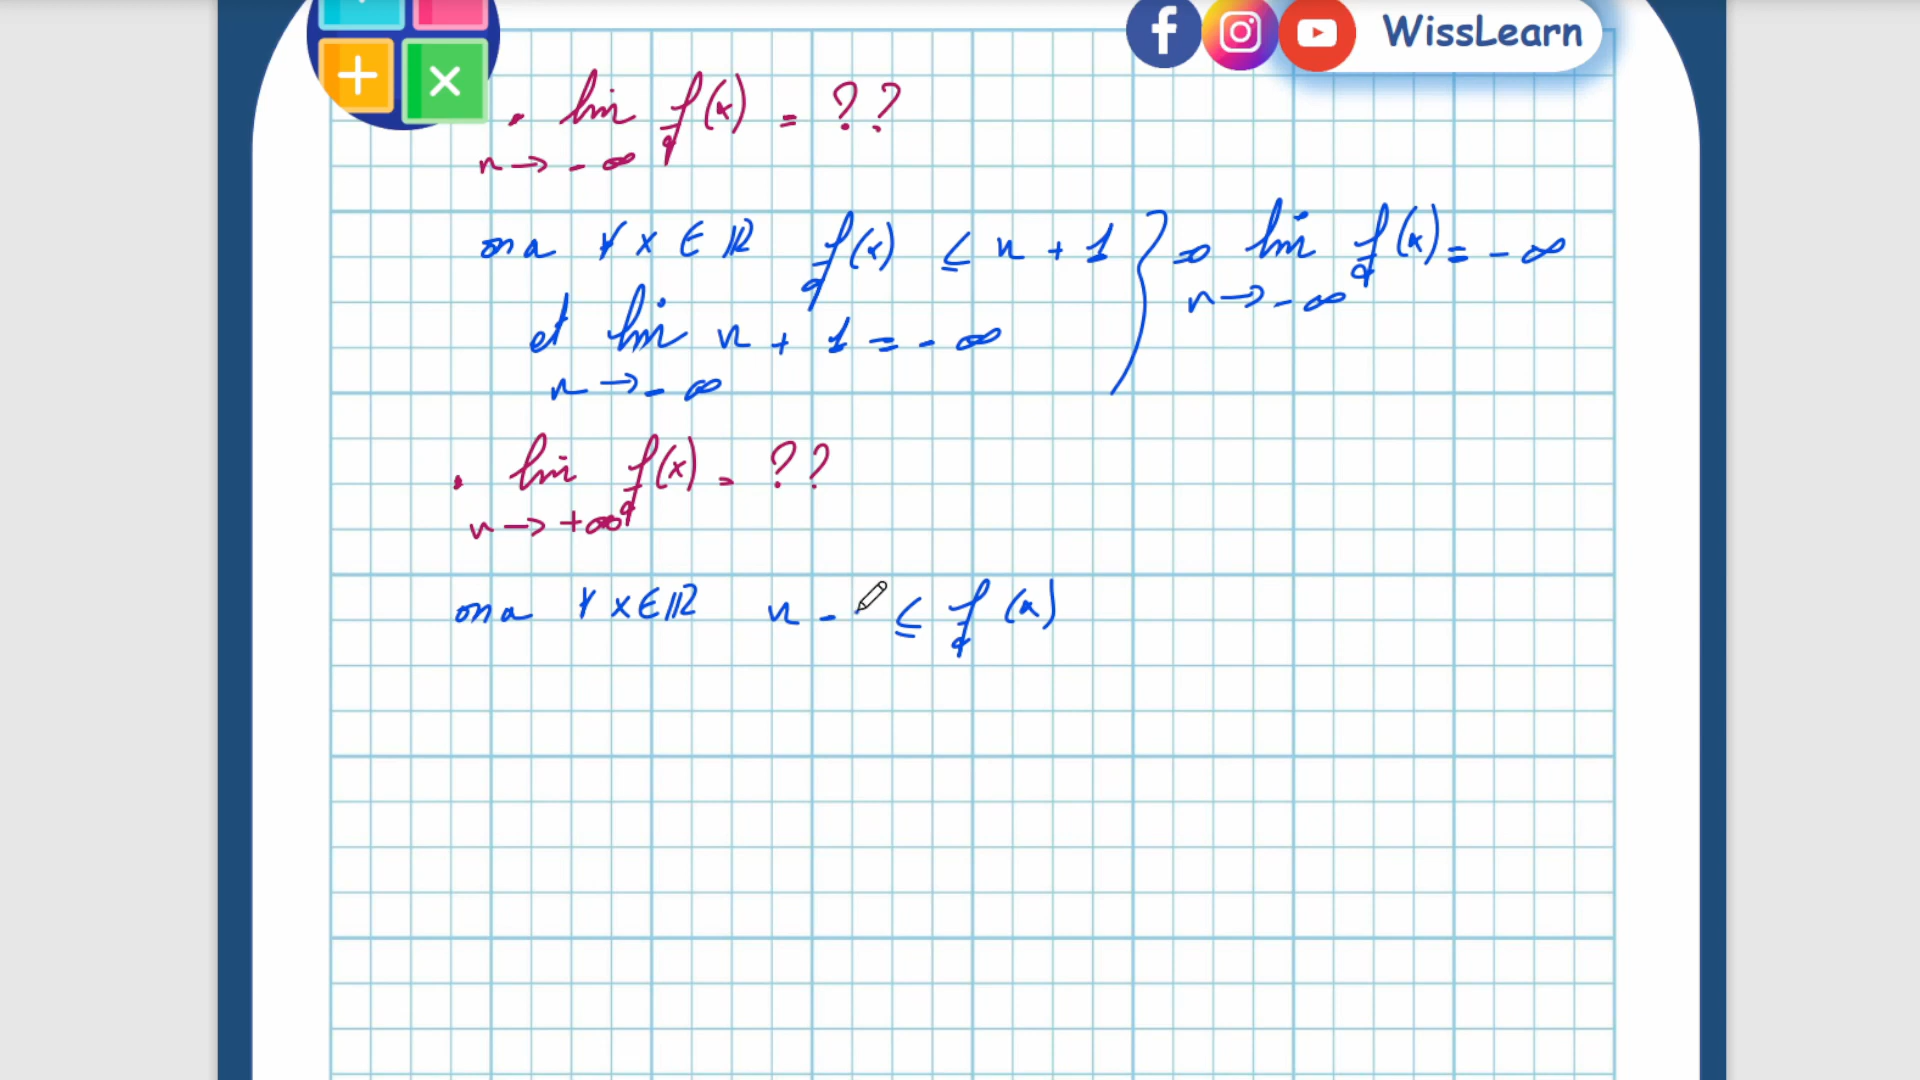 WissLearn
. lim f(x) = ??
x → - ∞
on a ∀ x ∈ ℝ f(x) ≤ x + 1 } ⇒ lim f(x) = - ∞
x → - ∞
et lim x + 1 = - ∞
x → - ∞
. lim f(x) = ??
x → + ∞
on a ∀ x ∈ ℝ x - ≤ f(x)